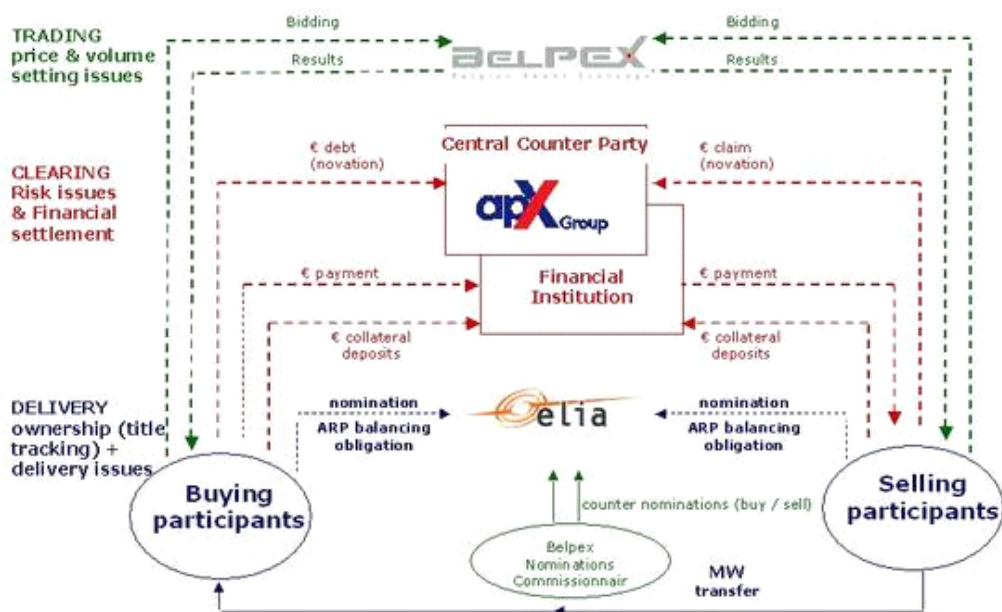 TRADING
price & volume
setting issues
Bidding
Results
BELPEX
Bidding
Results
CLEARING
Risk issues
& Financial
settlement
€ debt
(novation)
Central Counter Party
apX Group
€ claim
(novation)
€ payment
Financial
Institution
€ payment
€ collateral
deposits
€ collateral
deposits
DELIVERY
ownership (title
tracking) +
delivery issues
nomination
ARP balancing
obligation
elia
nomination
ARP balancing
obligation
Buying
participants
Selling
participants
counter nominations (buy / sell)
Belpex
Nominations
Commissionnair
MW
transfer